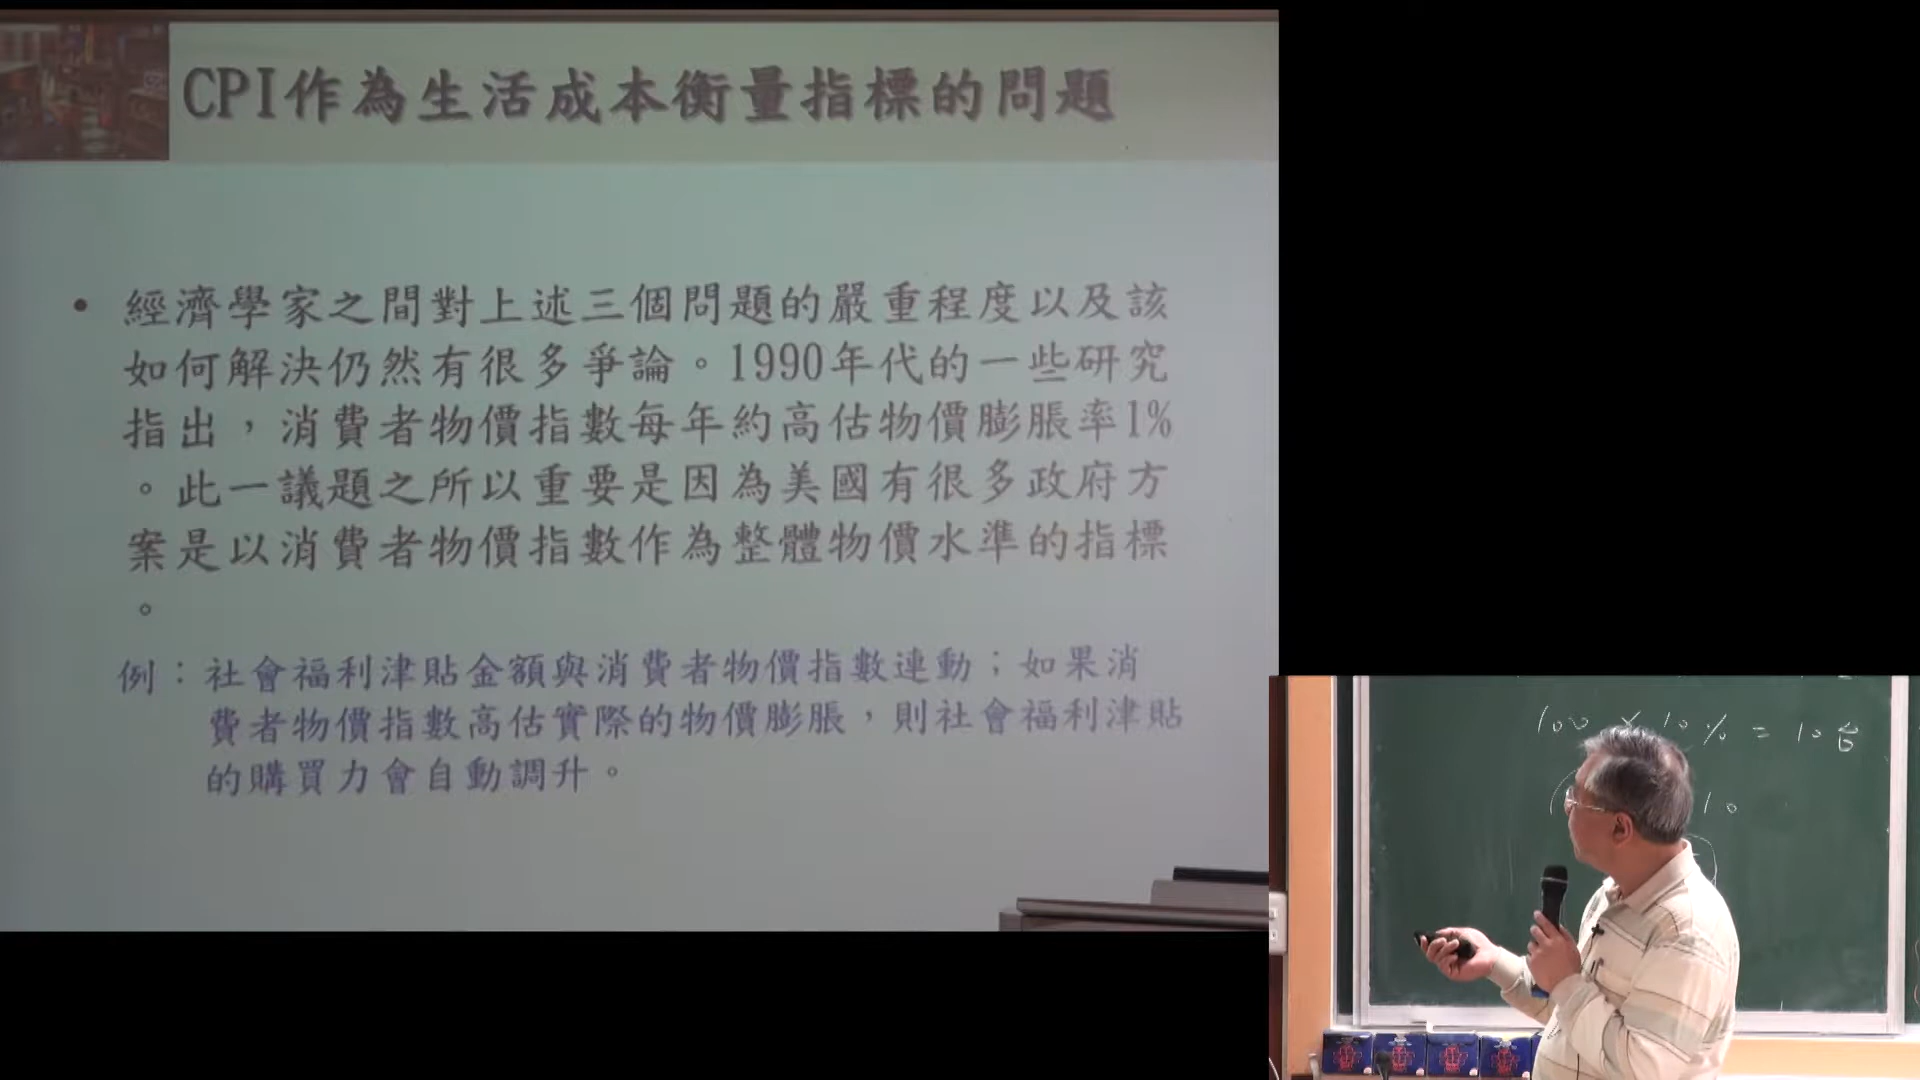 CPI作為生活成本衡量指標的問題
• 經濟學家之間對上述三個問題的嚴重程度以及該
如何解決仍然有很多爭論。1990年代的一些研究
指出，消費者物價指數每年約高估物價膨脹率1%
。此一議題之所以重要是因為美國有很多政府方
案是以消費者物價指數作為整體物價水準的指標
。
例：社會福利津貼金額與消費者物價指數連動；如果消
費者物價指數高估實際的物價膨脹，則社會福利津貼
的購買力會自動調升。
100 × 10% = 10
10